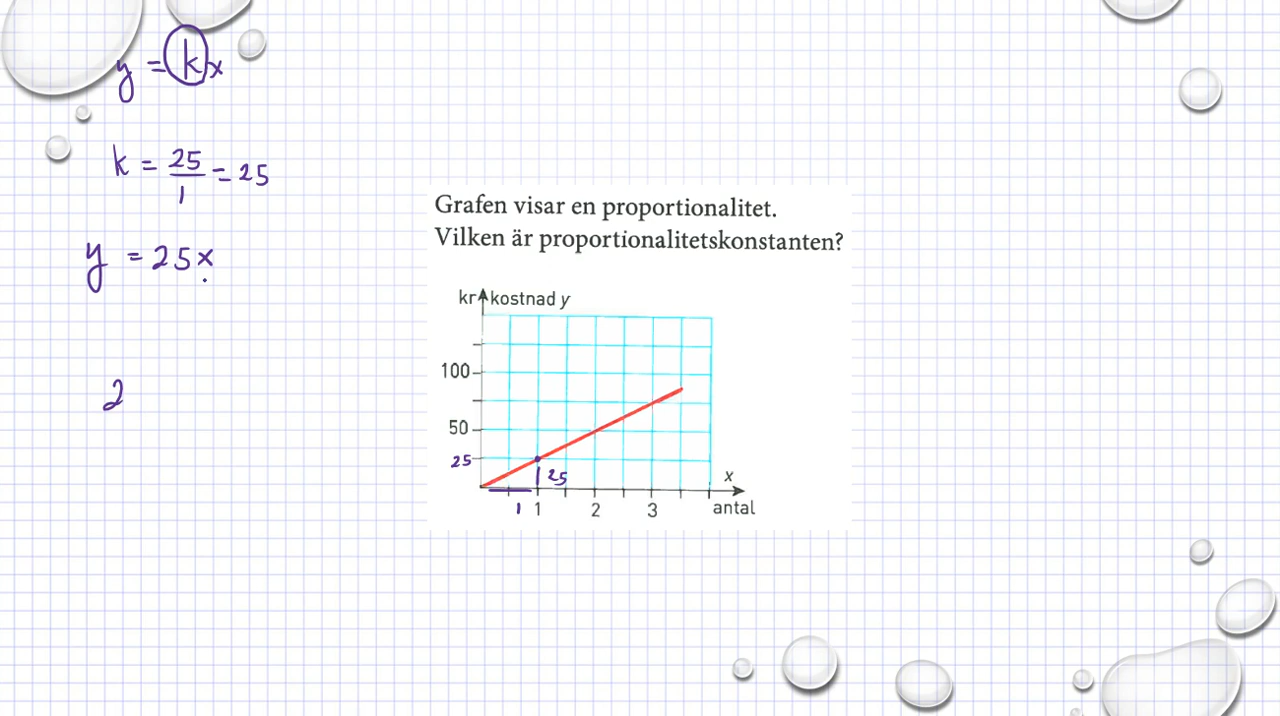 y = kx
k = 25/1 = 25
y = 25x
2
Grafen visar en proportionalitet.
Vilken är proportionalitetskonstanten?
kr kostnad y
100
50
25
25
x
1 1 2 3 antal